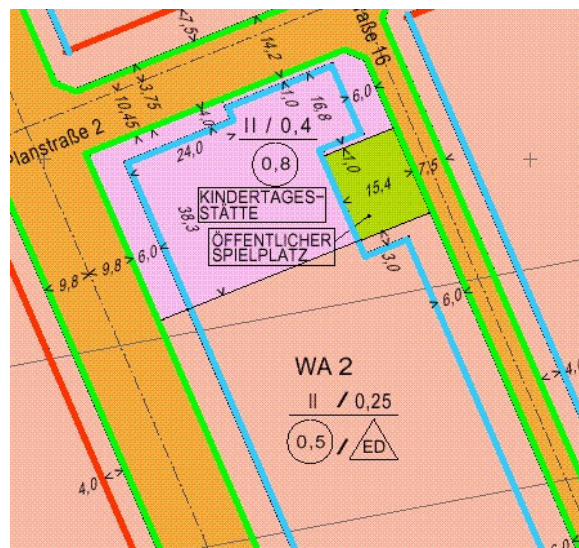 7,5
14,2
3,75
10,45
4,0
1,0
16,8
6,0
straße 16
Planstraße 2
24,0
II / 0,4
0,8
1,0
7,5
15,4
KINDERTAGES-
STÄTTE
38,3
ÖFFENTLICHER
SPIELPLATZ
9,8
9,8
6,0
3,0
6,0
WA 2
II / 0,25
0,5 / ED
4,0
4,0
6,0